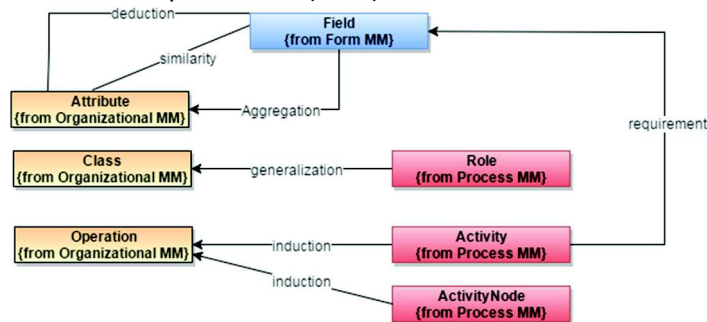 deduction
Field
{from Form MM}
similarity
Attribute
{from Organizational MM}
Aggregation
requirement
Class
{from Organizational MM}
generalization
Role
{from Process MM}
Operation
{from Organizational MM}
induction
Activity
{from Process MM}
induction
ActivityNode
{from Process MM}